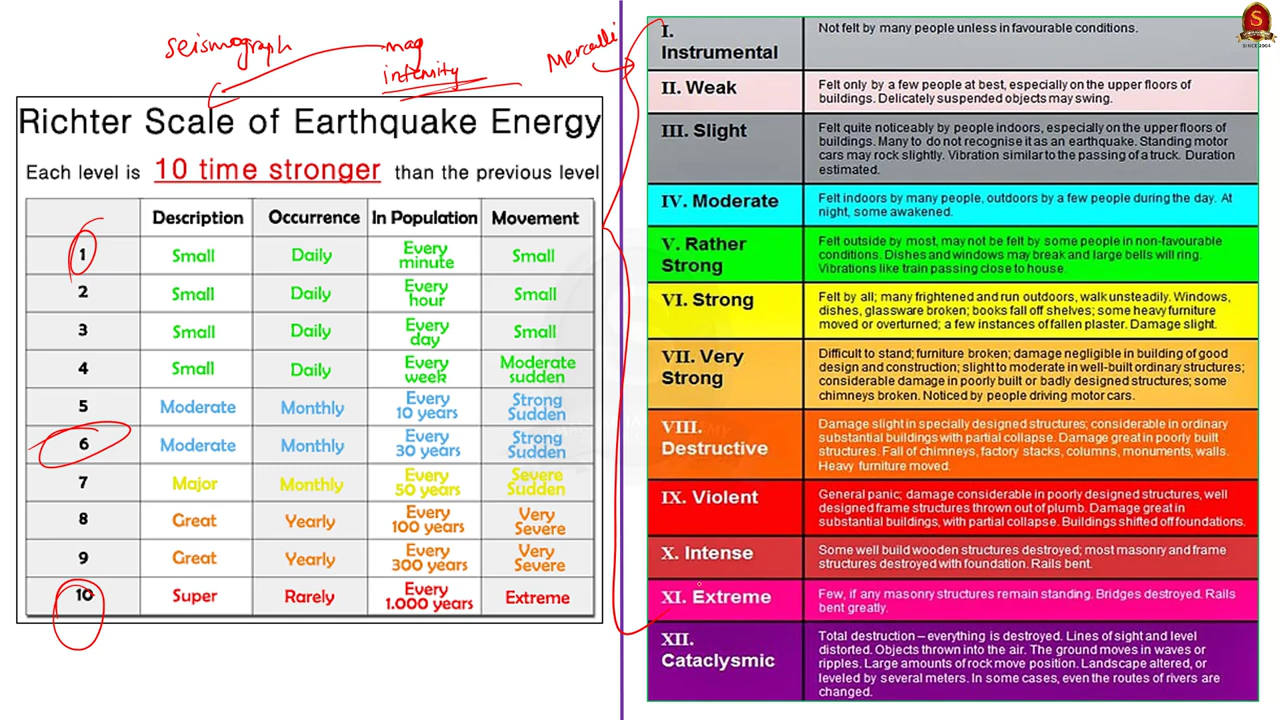 seismograph
mag
intensity
Mercalli
Richter Scale of Earthquake Energy
Each level is 10 time stronger than the previous level
Description Occurrence In Population Movement
1 Small Daily Every minute Small
2 Small Daily Every hour Small
3 Small Daily Every day Small
4 Small Daily Every week Moderate sudden
5 Moderate Monthly Every 10 years Strong Sudden
6 Moderate Monthly Every 30 years Strong Sudden
7 Major Monthly Every 50 years Severe Sudden
8 Great Yearly Every 100 years Very Severe
9 Great Yearly Every 300 years Very Severe
10 Super Rarely Every 1.000 years Extreme
I. Instrumental
Not felt by many people unless in favourable conditions.
II. Weak
Felt only by a few people at best, especially on the upper floors of
buildings. Delicately suspended objects may swing.
III. Slight
Felt quite noticeably by people indoors, especially on the upper floors of
buildings. Many to do not recognise it as an earthquake. Standing motor
cars may rock slightly. Vibration similar to the passing of a truck. Duration
estimated.
IV. Moderate
Felt indoors by many people, outdoors by a few people during the day. At
night, some awakened.
V. Rather
Strong
Felt outside by most, may not be felt by some people in non-favourable
conditions. Dishes and windows may break and large bells will ring.
Vibrations like train passing close to house.
VI. Strong
Felt by all; many frightened and run outdoors, walk unsteadily. Windows,
dishes, glassware broken; books fall off shelves; some heavy furniture
moved or overturned; a few instances of fallen plaster. Damage slight.
VII. Very
Strong
Difficult to stand; furniture broken; damage negligible in building of good
design and construction; slight to moderate in well-built ordinary structures;
considerable damage in poorly built or badly designed structures; some
chimneys broken. Noticed by people driving motor cars.
VIII.
Destructive
Damage slight in specially designed structures; considerable in ordinary
substantial buildings with partial collapse. Damage great in poorly built
structures. Fall of chimneys, factory stacks, columns, monuments, walls.
Heavy furniture moved.
IX. Violent
General panic; damage considerable in poorly designed structures, well
designed frame structures thrown out of plumb. Damage great in
substantial buildings, with partial collapse. Buildings shifted off foundations.
X. Intense
Some well build wooden structures destroyed; most masonry and frame
structures destroyed with foundation. Rails bent.
XI. Extreme
Few, if any masonry structures remain standing. Bridges destroyed. Rails
bent greatly.
XII.
Cataclysmic
Total destruction – everything is destroyed. Lines of sight and level
distorted. Objects thrown into the air. The ground moves in waves or
ripples. Large amounts of rock move position. Landscape altered, or
leveled by several meters. In some cases, even the routes of rivers are
changed.
S
SINCE 2004